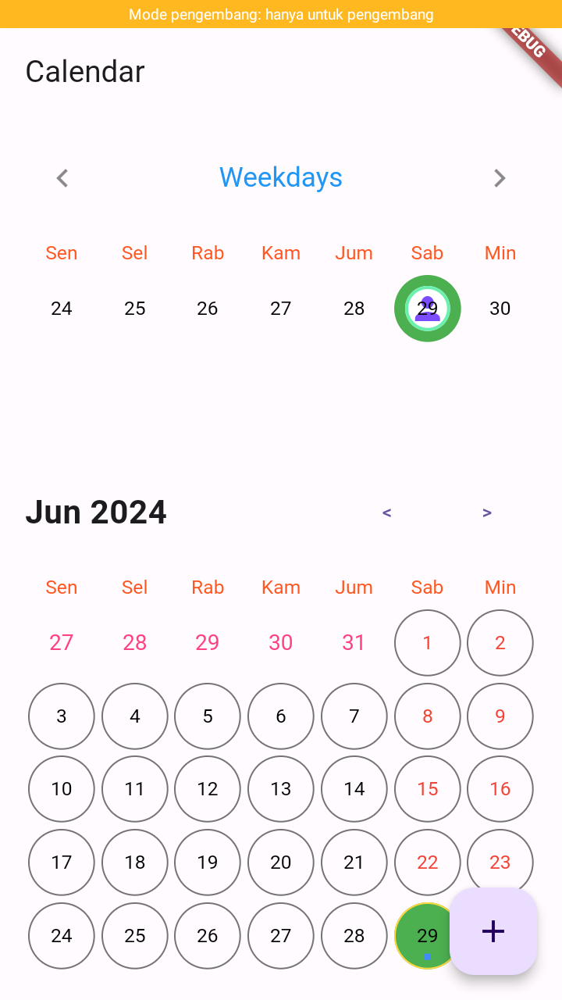 Mode pengembang: hanya untuk pengembang
EBUG
Calendar
Weekdays
Sen Sel Rab Kam Jum Sab Min
24 25 26 27 28 29 30
Jun 2024 < >
Sen Sel Rab Kam Jum Sab Min
27 28 29 30 31 1 2
3 4 5 6 7 8 9
10 11 12 13 14 15 16
17 18 19 20 21 22 23
24 25 26 27 28 29 +